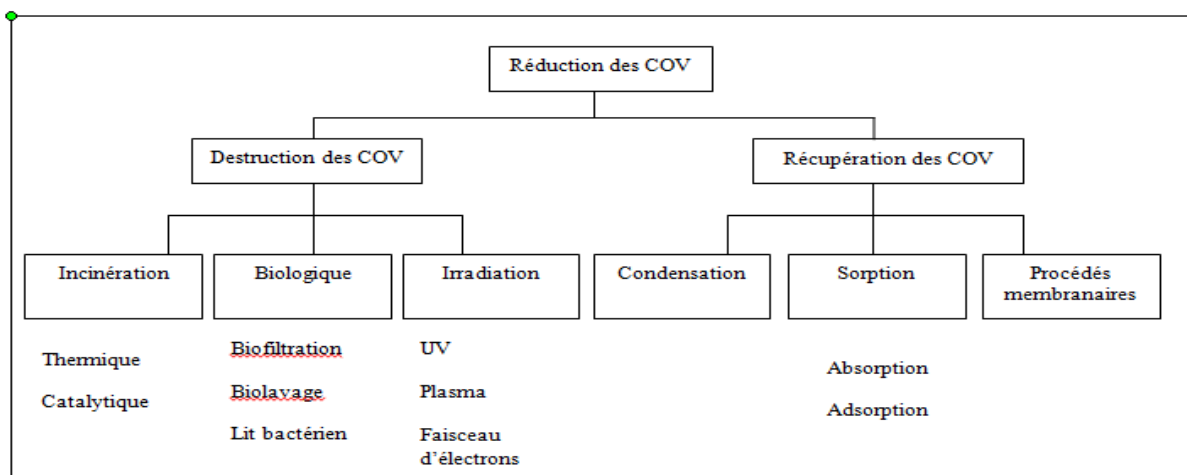 Réduction des COV
Destruction des COV
Récupération des COV
Incinération
Biologique
Irradiation
Condensation
Sorption
Procédés
membranaires
Thermique
Catalytique
Biofiltration
Biolavage
Lit bactérien
UV
Plasma
Faisceau
d'électrons
Absorption
Adsorption